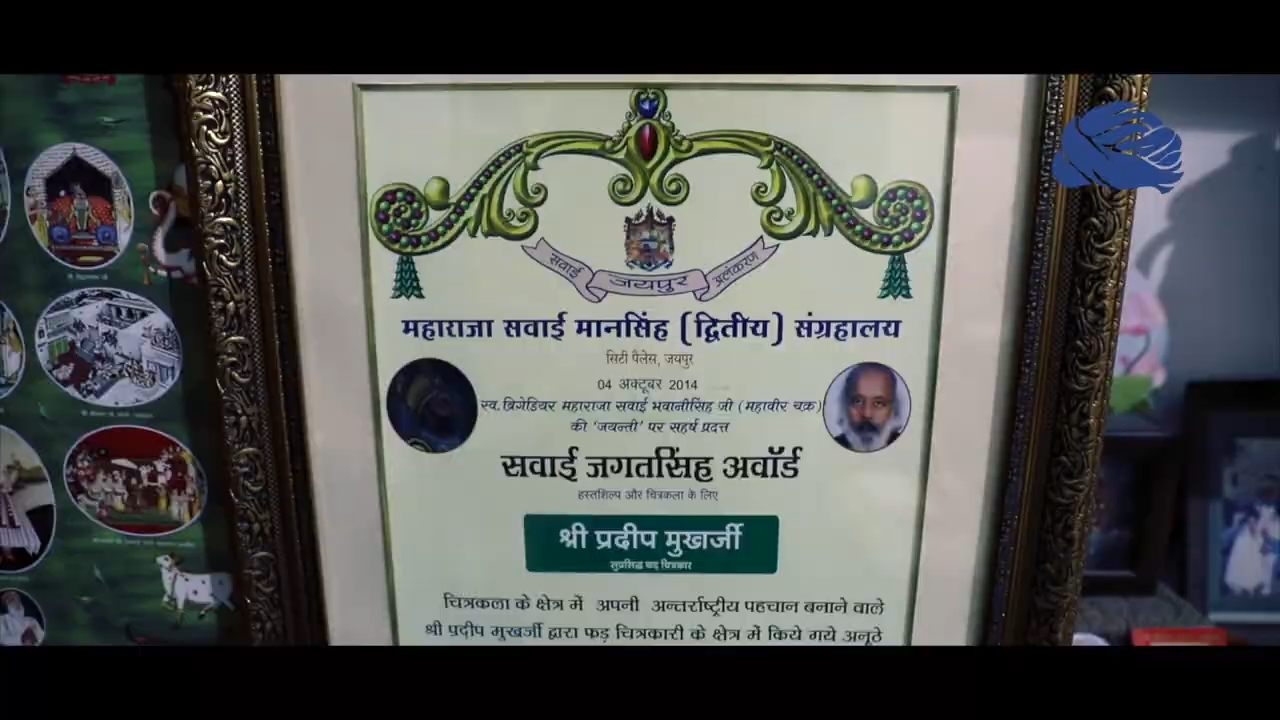 सवाई जयपुर अलंकरण
महाराजा सवाई मानसिंह (द्वितीय) संग्रहालय
सिटी पैलेस, जयपुर
04 अक्टूबर 2014
स्व. ब्रिगेडियर महाराजा सवाई भवानीसिंह जी (महावीर चक्र)
की 'जयन्ती' पर सहर्ष प्रदत्त
सवाई जगतसिंह अवॉर्ड
हस्तशिल्प और चित्रकला के लिए
श्री प्रदीप मुखर्जी
सुप्रसिद्ध फड़ चित्रकार
चित्रकला के क्षेत्र में अपनी अन्तर्राष्ट्रीय पहचान बनाने वाले
श्री प्रदीप मुखर्जी द्वारा फड़ चित्रकारी के क्षेत्र में किये गये अनूठे